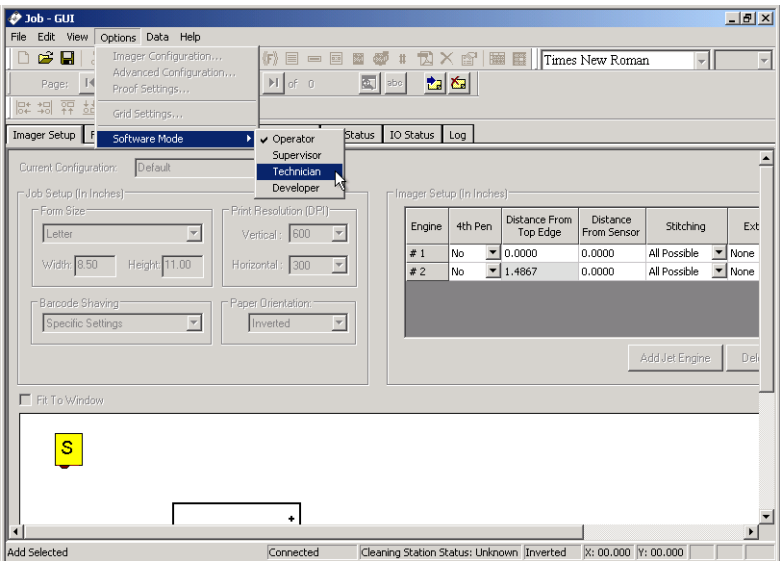 Job - GUI
File Edit View Options Data Help
Imager Configuration...
Advanced Configuration...
Proof Settings...
Grid Settings...
Software Mode
Operator
Supervisor
Technician
Developer
# Times New Roman
Page: of 0 abc
Imager Setup Status IO Status Log
Current Configuration: Default
Job Setup (In Inches)
Form Size
Letter
Width: 8.50 Height: 11.00
Print Resolution (DPI)
Vertical : 600
Horizontal : 300
Barcode Shaving
Specific Settings
Paper Orientation:
Inverted
Imager Setup (In Inches)
Engine 4th Pen Distance From Top Edge Distance From Sensor Stitching Ext
# 1 No 0.0000 0.0000 All Possible None
# 2 No 1.4867 0.0000 All Possible None
Add Jet Engine Dele
Fit To Window
S
Add Selected Connected Cleaning Station Status: Unknown Inverted X: 00.000 Y: 00.000